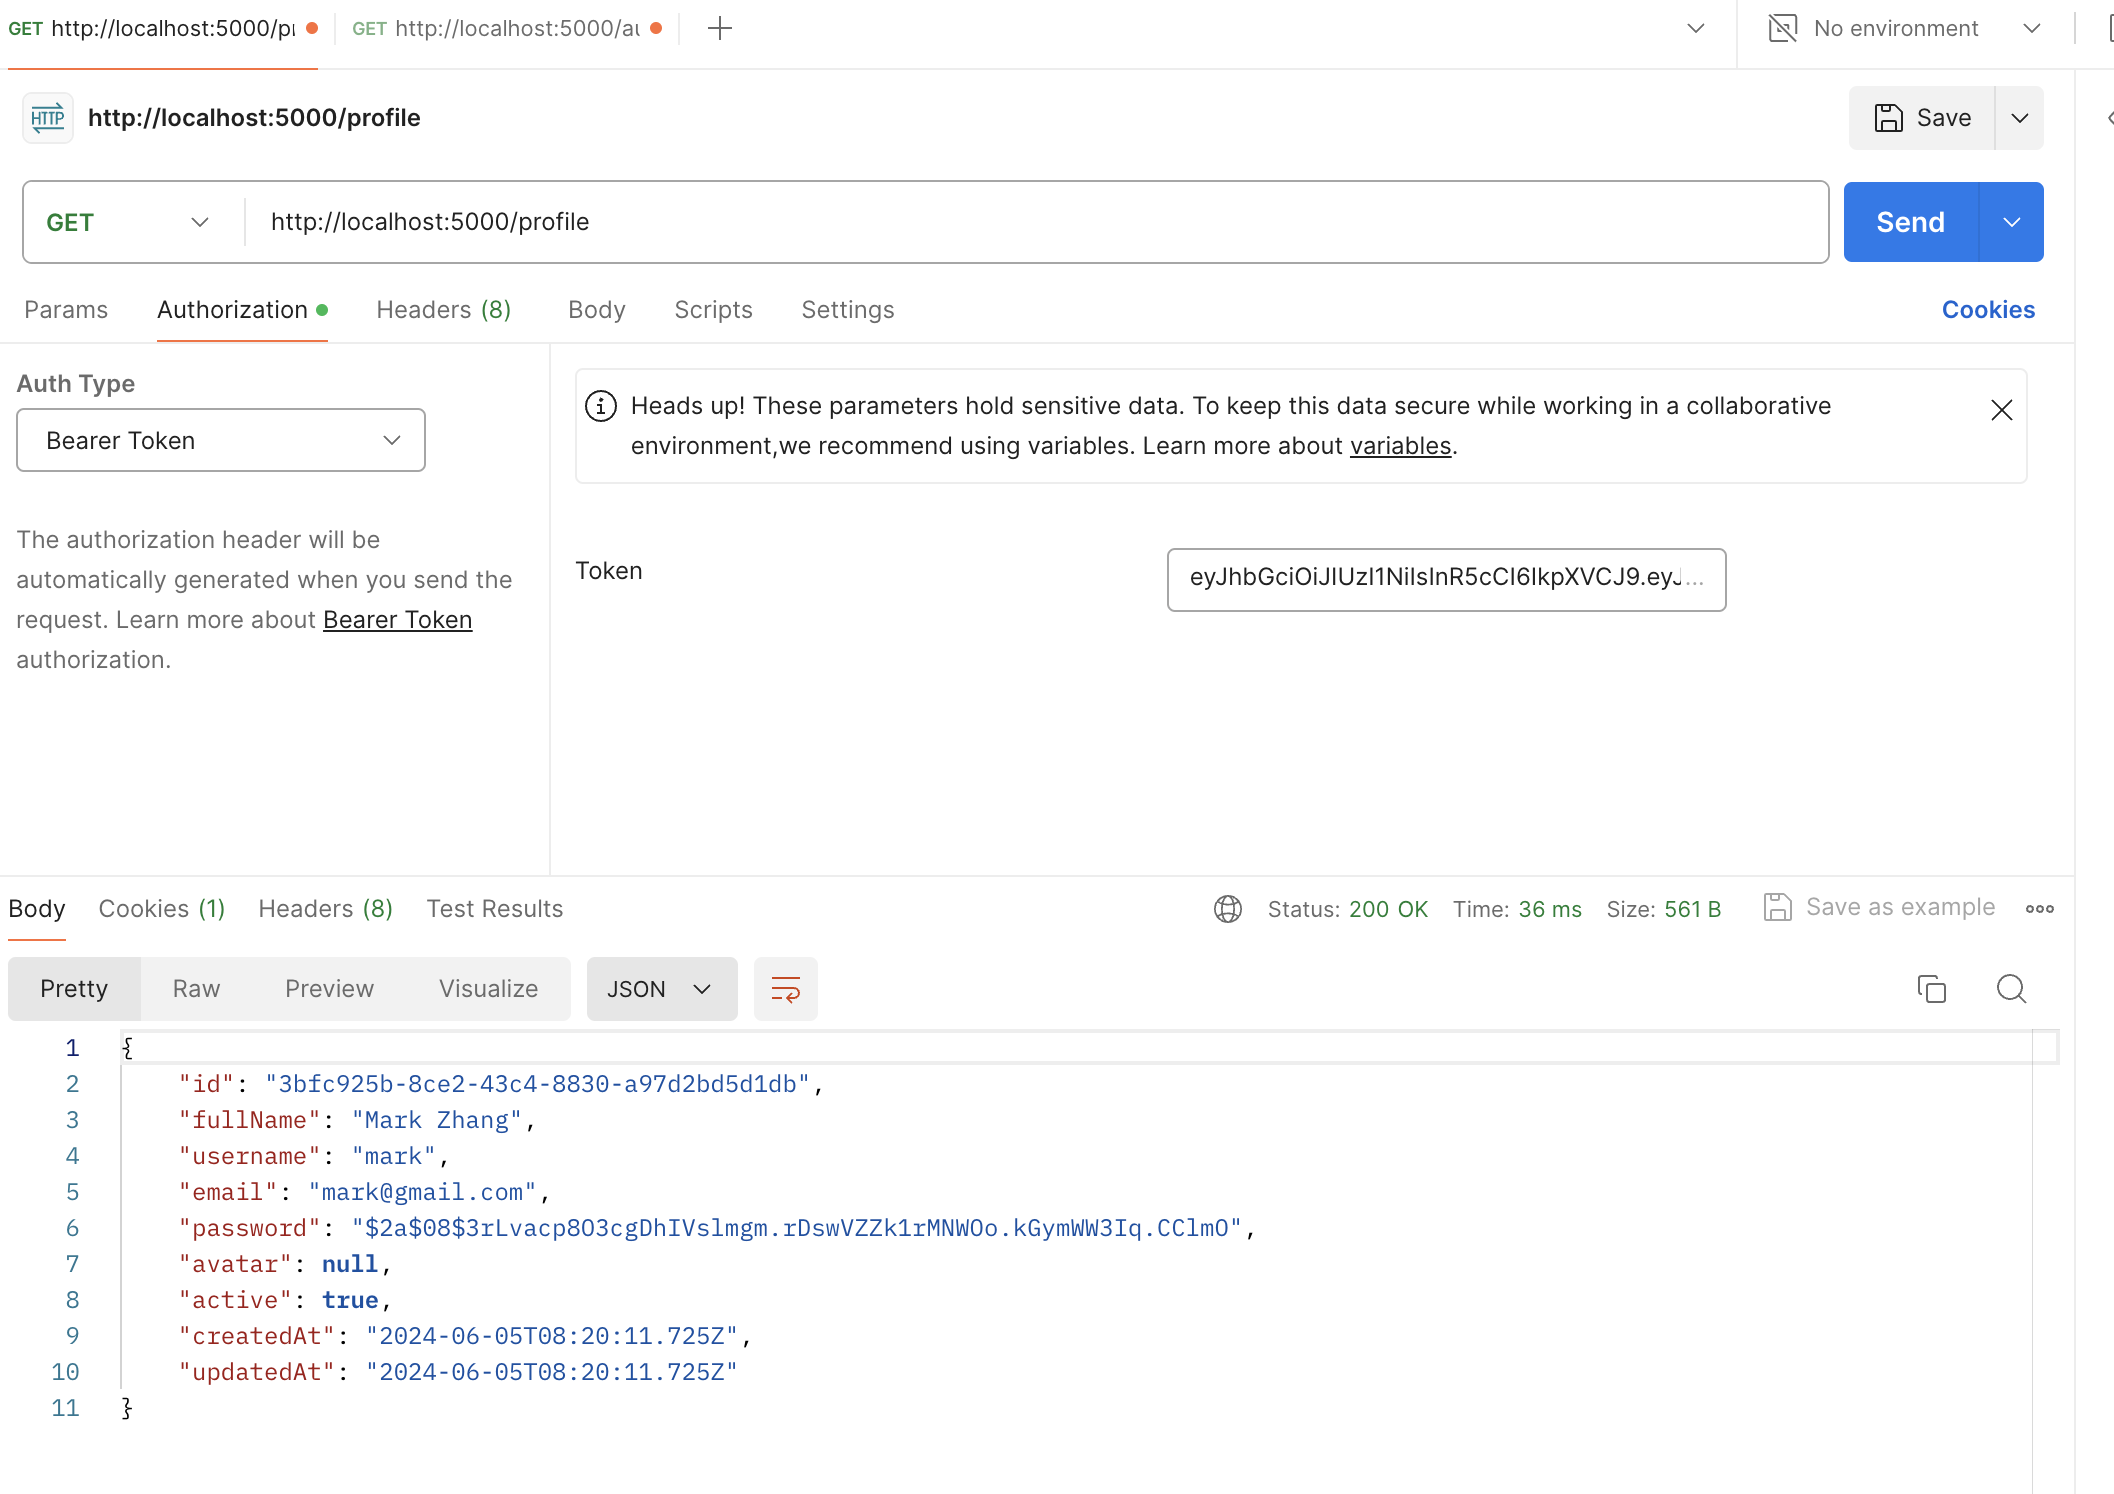 GET http://localhost:5000/pr
GET http://localhost:5000/au
No environment
HTTP http://localhost:5000/profile
Save
GET http://localhost:5000/profile
Send
Params Authorization Headers (8) Body Scripts Settings
Cookies
Auth Type
Bearer Token
The authorization header will be
automatically generated when you send the
request. Learn more about Bearer Token
authorization.
Heads up! These parameters hold sensitive data. To keep this data secure while working in a collaborative
environment,we recommend using variables. Learn more about variables.
Token
eyJhbGciOiJIUzI1NiIsInR5cCI6IkpXVCJ9.eyJ...
Body Cookies (1) Headers (8) Test Results
Status: 200 OK Time: 36 ms Size: 561 B
Save as example
Pretty Raw Preview Visualize JSON
1 {
2 "id": "3bfc925b-8ce2-43c4-8830-a97d2bd5d1db",
3 "fullName": "Mark Zhang",
4 "username": "mark",
5 "email": "mark@gmail.com",
6 "password": "$2a$08$3rLvacp8O3cgDhIVslmgm.rDswVZZk1rMNWOo.kGymWW3Iq.CClmO",
7 "avatar": null,
8 "active": true,
9 "createdAt": "2024-06-05T08:20:11.725Z",
10 "updatedAt": "2024-06-05T08:20:11.725Z"
11 }